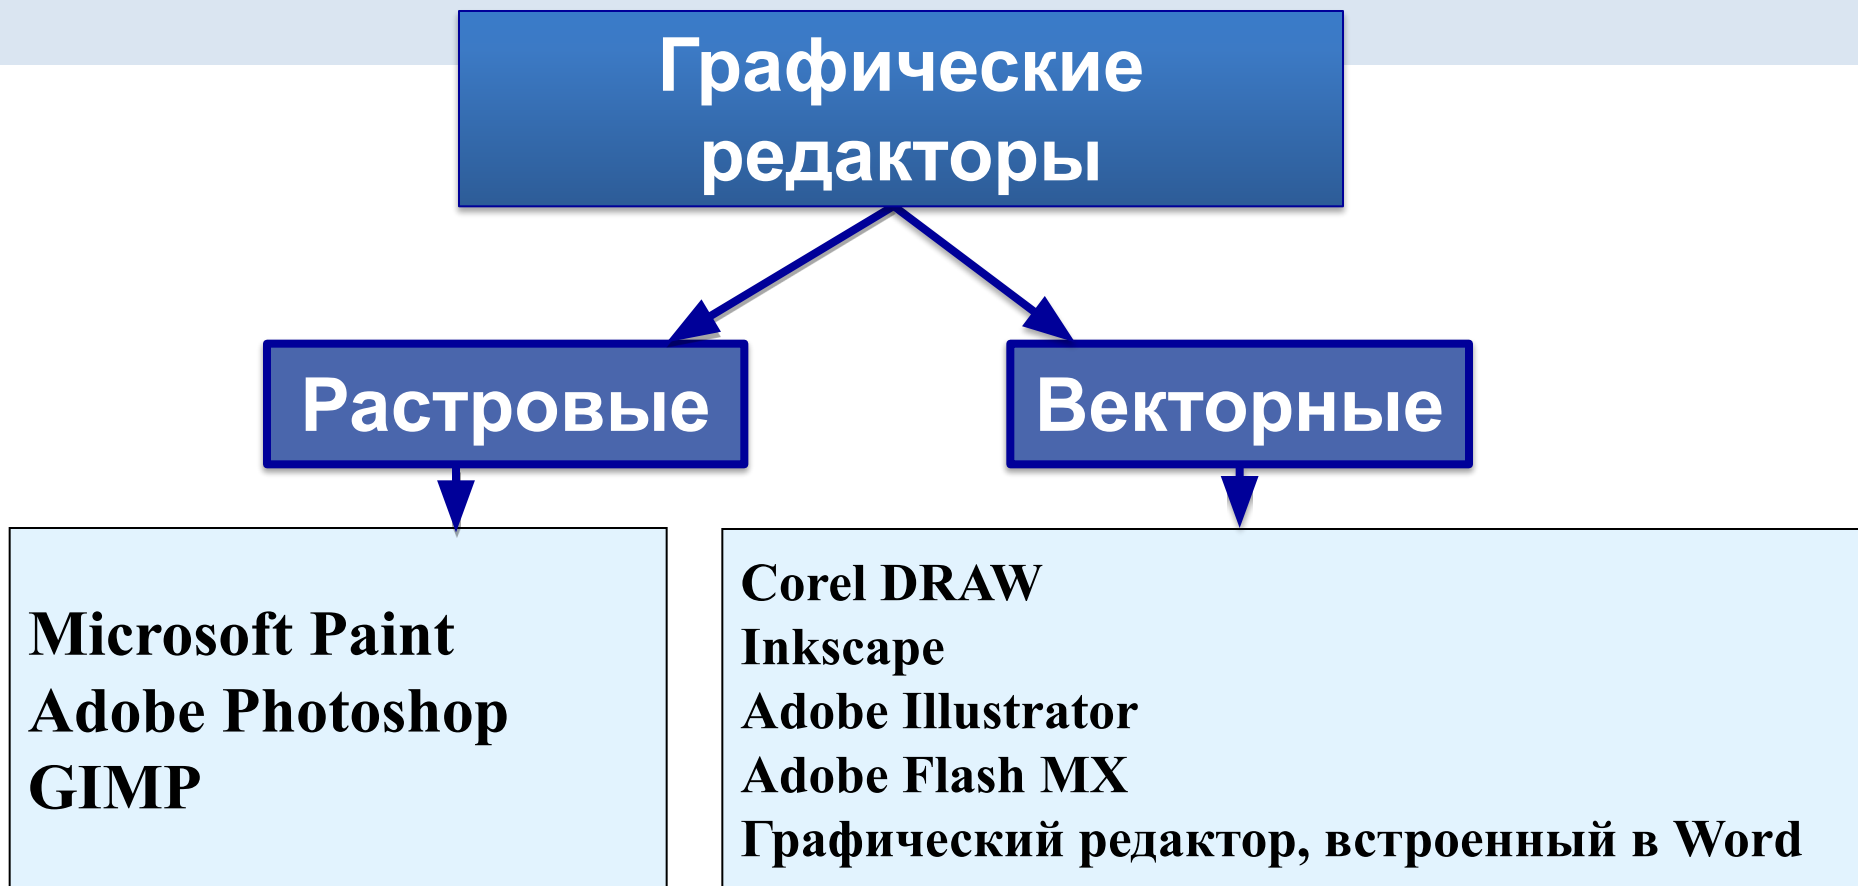 Графические
редакторы
Растровые
Векторные
Microsoft Paint
Adobe Photoshop
GIMP
Corel DRAW
Inkscape
Adobe Illustrator
Adobe Flash MX
Графический редактор, встроенный в Word